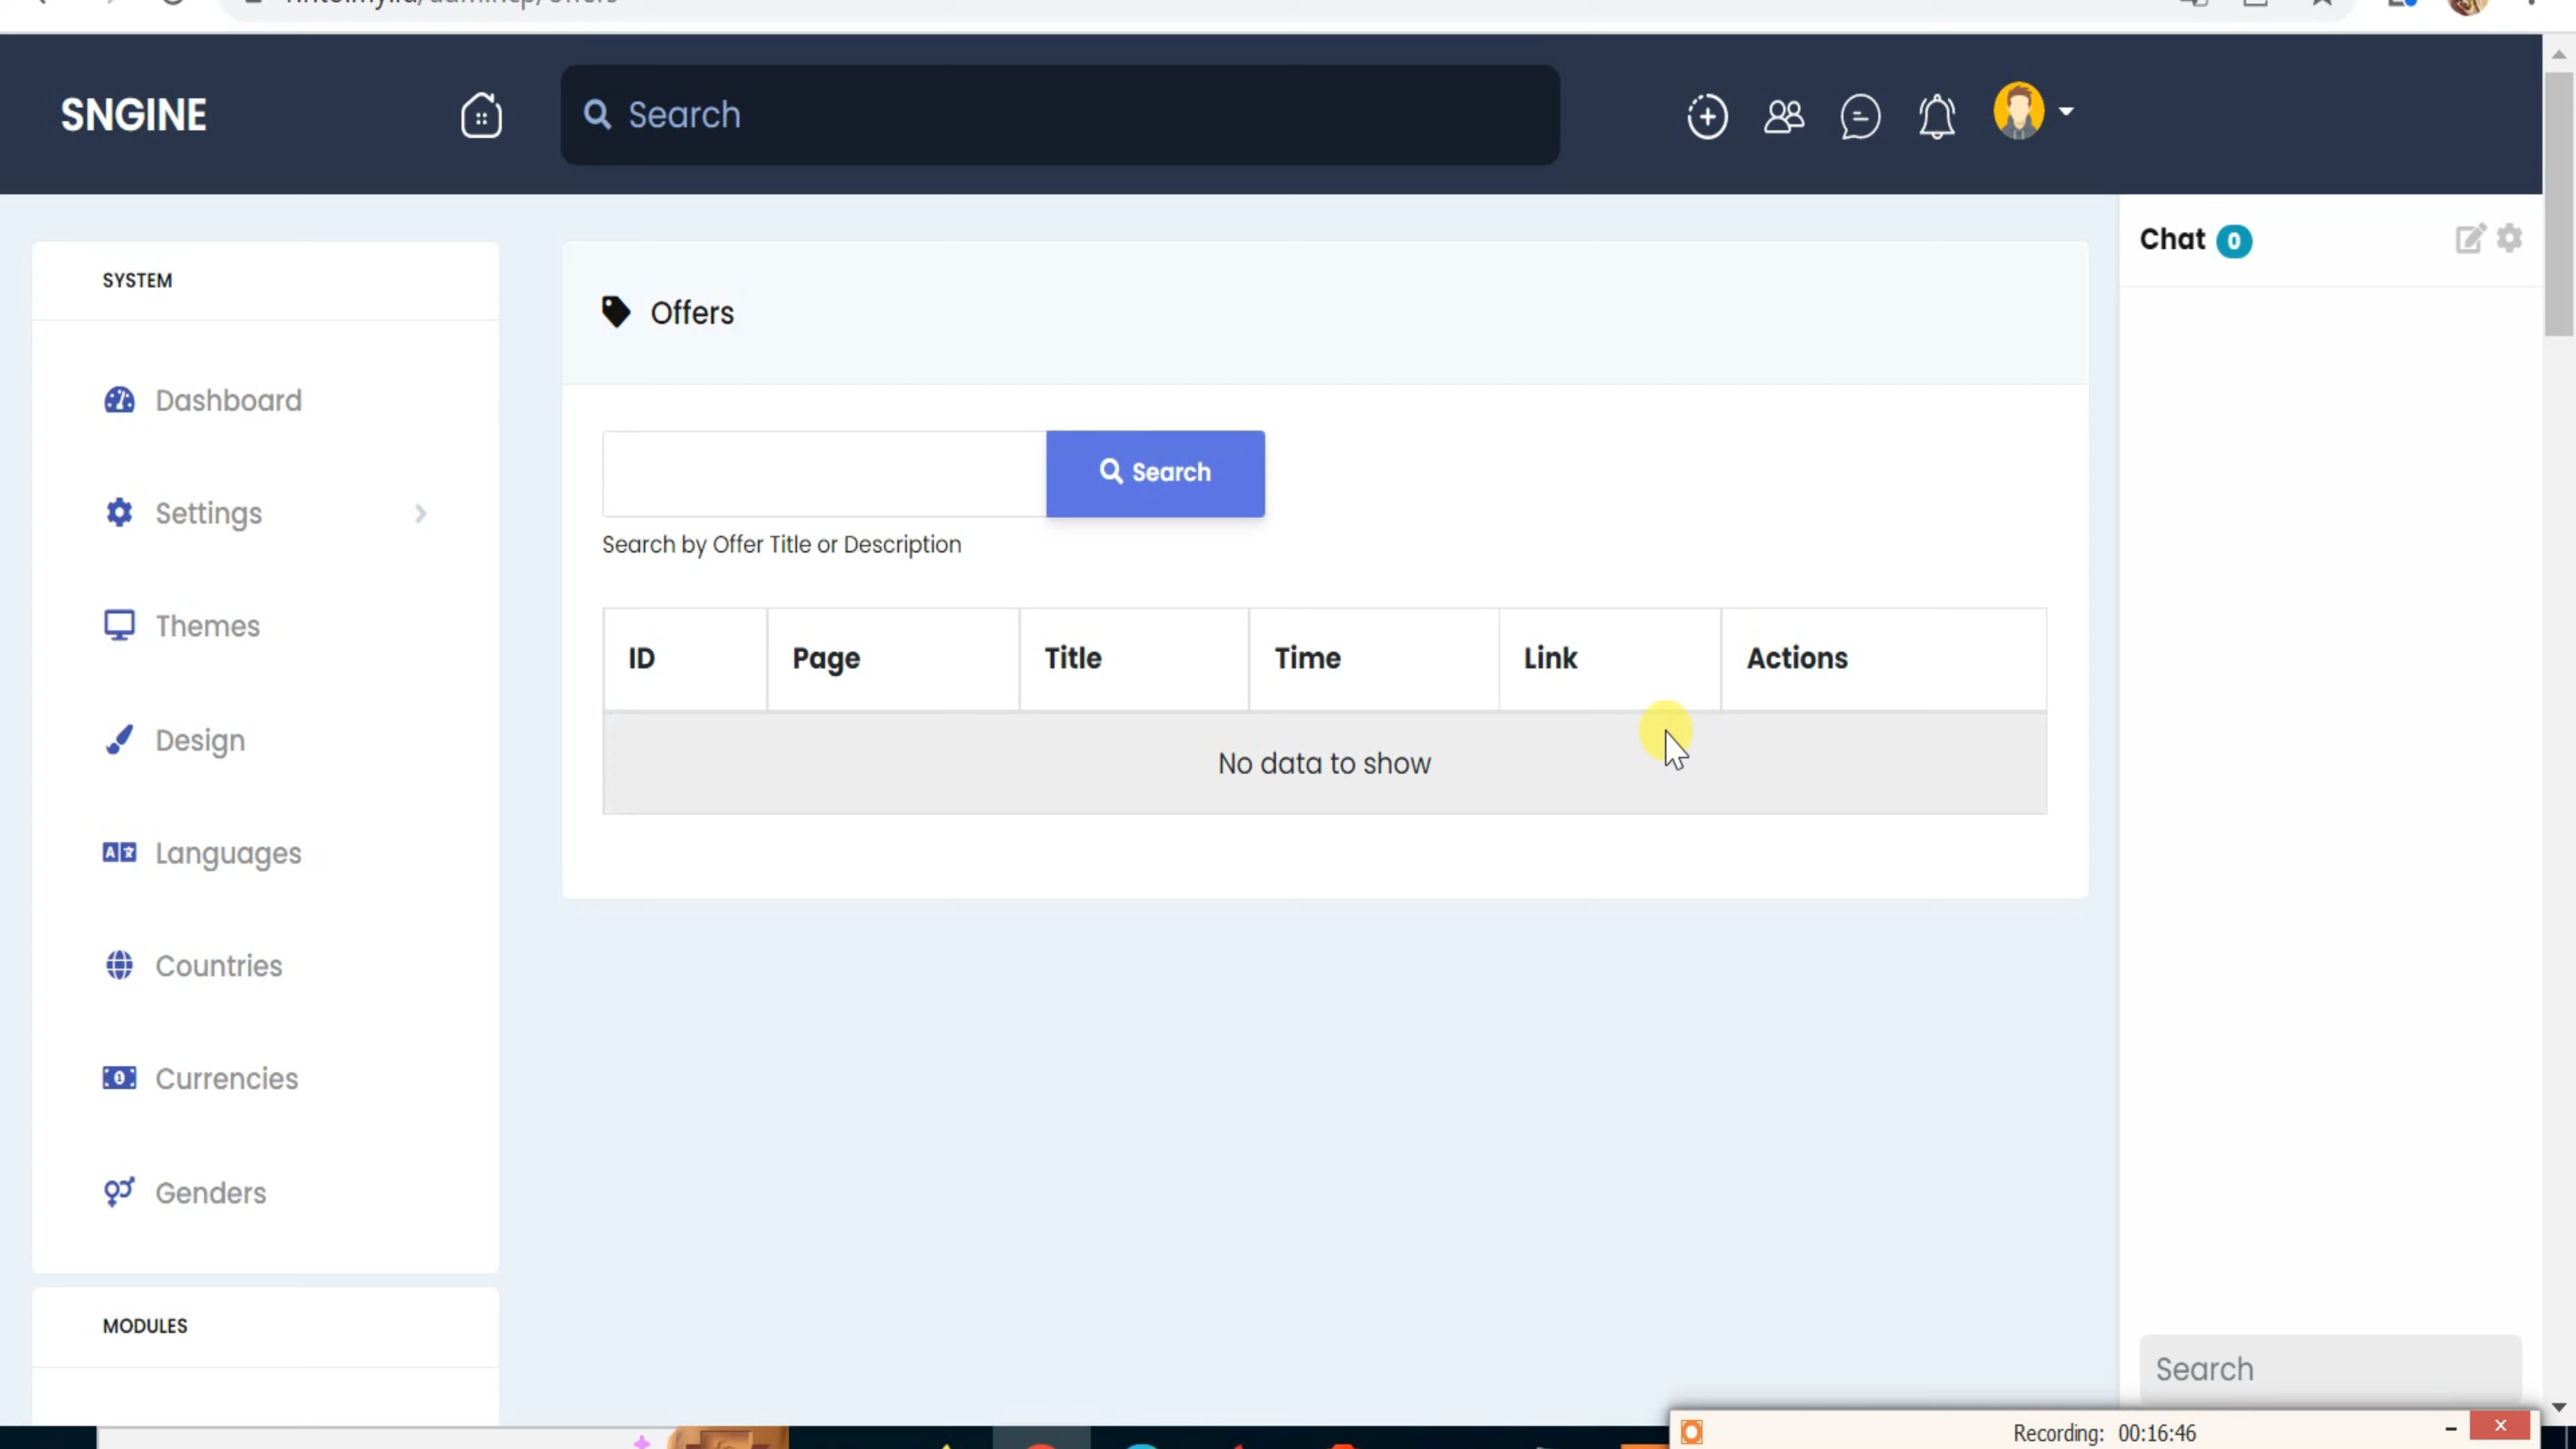 SNGINE
Search
SYSTEM
Dashboard
Settings
Themes
Design
Languages
Countries
Currencies
Genders
MODULES
Offers
Search
Search by Offer Title or Description
ID Page Title Time Link Actions
No data to show
Chat 0
Search
Recording: 00:16:46